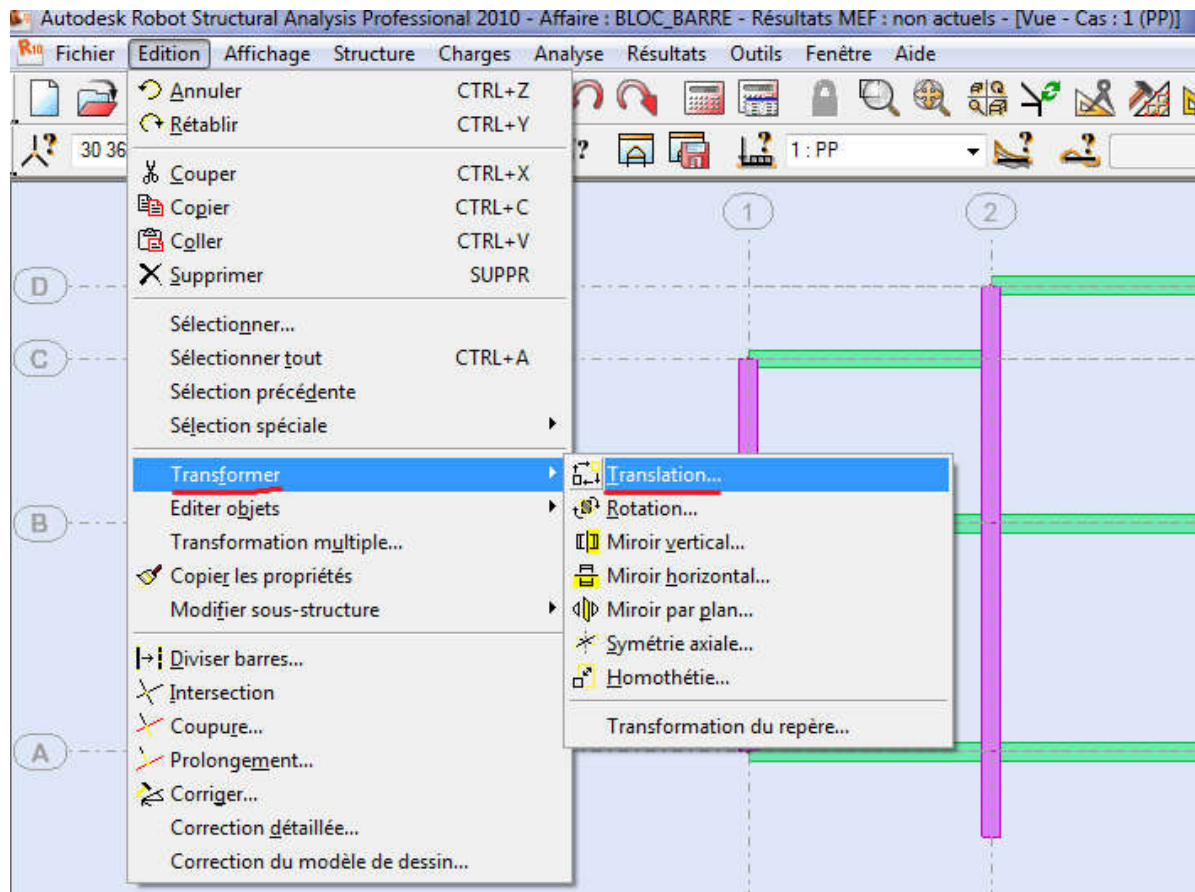 Autodesk Robot Structural Analysis Professional 2010 - Affaire : BLOC_BARRE - Résultats MEF : non actuels - [Vue - Cas : 1 (PP)]
Fichier Edition Affichage Structure Charges Analyse Résultats Outils Fenêtre Aide
30 36
1 : PP
Annuler CTRL+Z
Rétablir CTRL+Y
Couper CTRL+X
Copier CTRL+C
Coller CTRL+V
Supprimer SUPPR
Sélectionner...
Sélectionner tout CTRL+A
Sélection précédente
Sélection spéciale
Transformer
Editer objets
Transformation multiple...
Copier les propriétés
Modifier sous-structure
Diviser barres...
Intersection
Coupure...
Prolongement...
Corriger...
Correction détaillée...
Correction du modèle de dessin...
Translation...
Rotation...
Miroir vertical...
Miroir horizontal...
Miroir par plan...
Symétrie axiale...
Homothétie...
Transformation du repère...
1
2
D
C
B
A